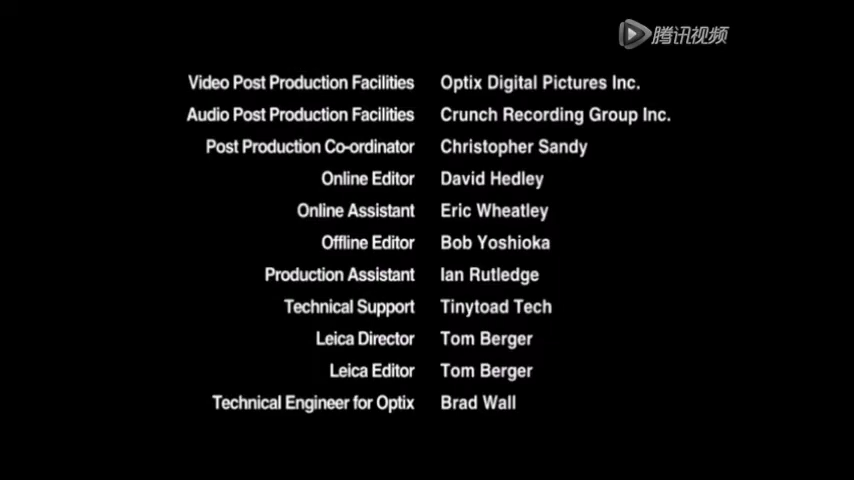 腾讯视频
Video Post Production Facilities Optix Digital Pictures Inc.
Audio Post Production Facilities Crunch Recording Group Inc.
Post Production Co-ordinator Christopher Sandy
Online Editor David Hedley
Online Assistant Eric Wheatley
Offline Editor Bob Yoshioka
Production Assistant Ian Rutledge
Technical Support Tinytoad Tech
Leica Director Tom Berger
Leica Editor Tom Berger
Technical Engineer for Optix Brad Wall